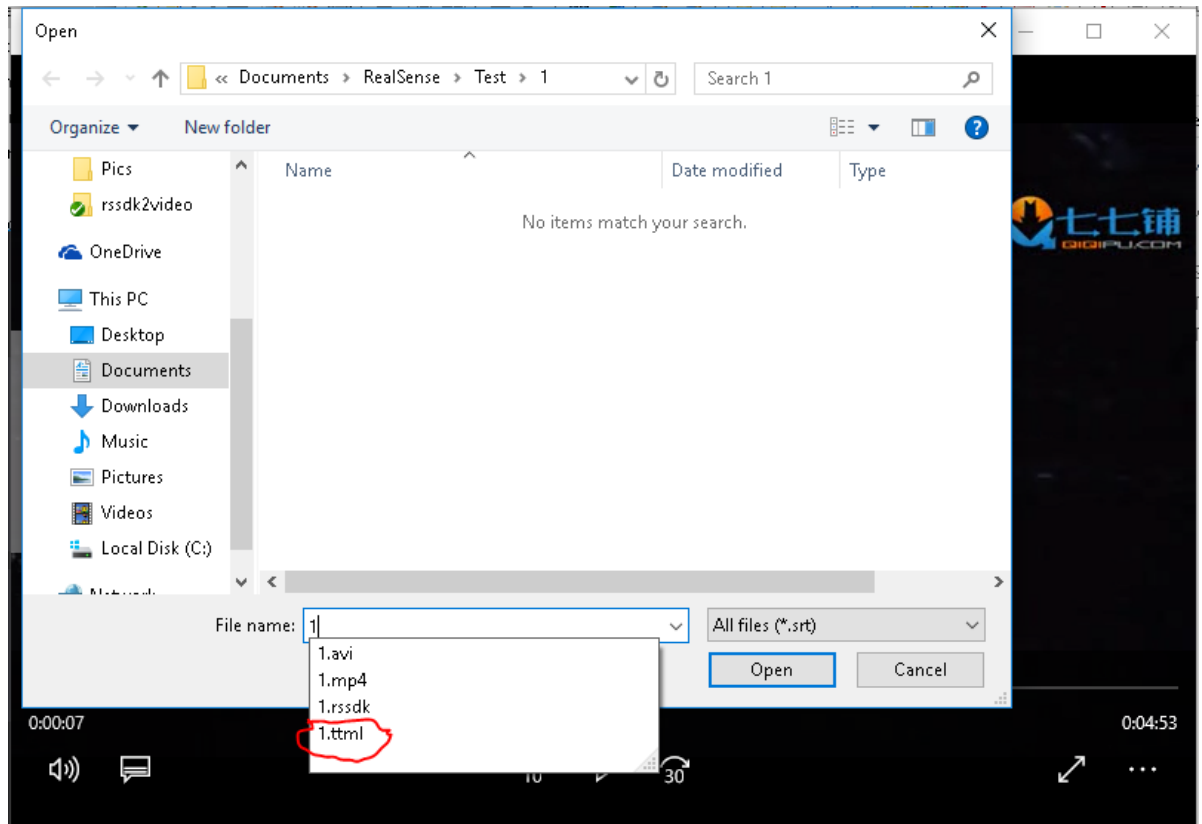 Open
« Documents > RealSense > Test > 1
Search 1
Organize
New folder
?
Pics
rssdk2video
OneDrive
This PC
Desktop
Documents
Downloads
Music
Pictures
Videos
Local Disk (C:)
Network
Name
Date modified
Type
No items match your search.
七七铺
QIQIPU.COM
File name: 1
All files (*.srt)
1.avi
1.mp4
1.rssdk
1.ttml
Open
Cancel
0:00:07
0:04:53
10
30